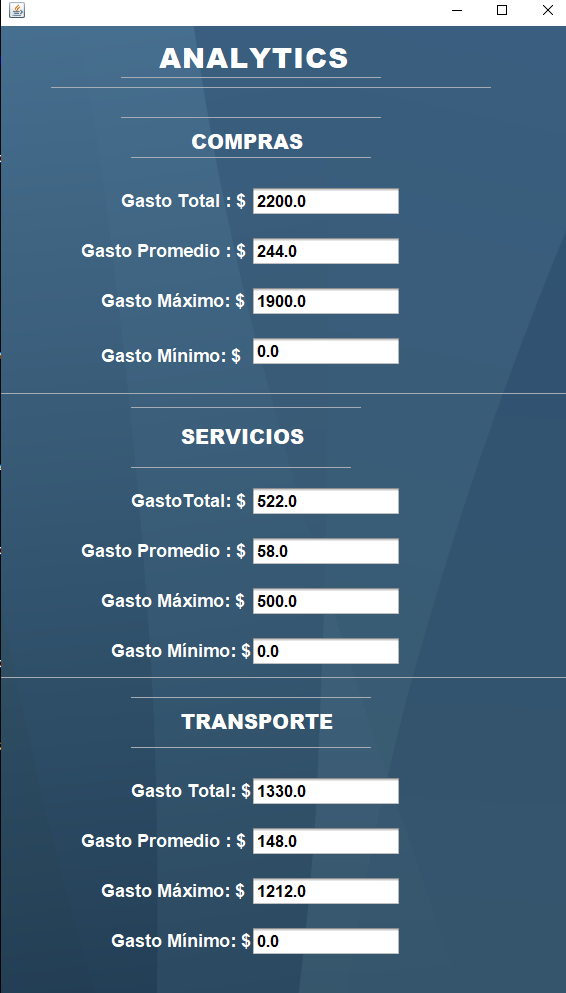 ANALYTICS
COMPRAS
Gasto Total : $ 2200.0
Gasto Promedio : $ 244.0
Gasto Máximo: $ 1900.0
Gasto Mínimo: $ 0.0
SERVICIOS
GastoTotal: $ 522.0
Gasto Promedio : $ 58.0
Gasto Máximo: $ 500.0
Gasto Mínimo: $ 0.0
TRANSPORTE
Gasto Total: $ 1330.0
Gasto Promedio : $ 148.0
Gasto Máximo: $ 1212.0
Gasto Mínimo: $ 0.0